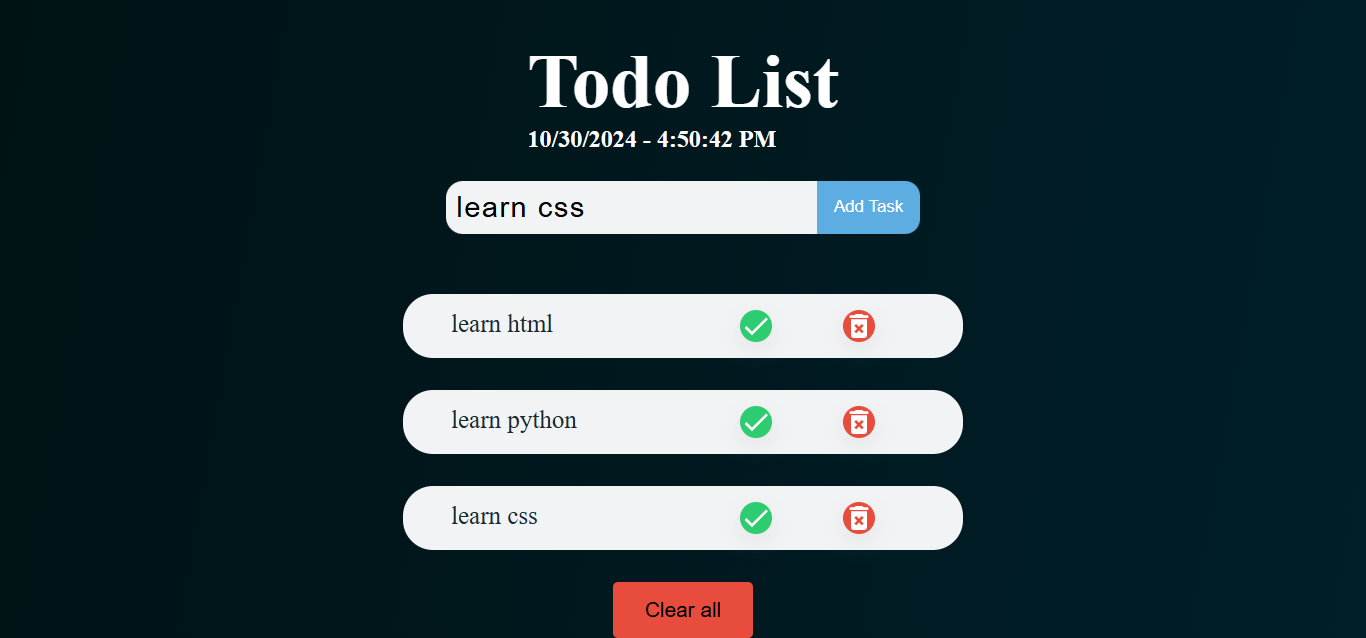 Todo List
10/30/2024 - 4:50:42 PM
learn css
Add Task
learn html
learn python
learn css
Clear all